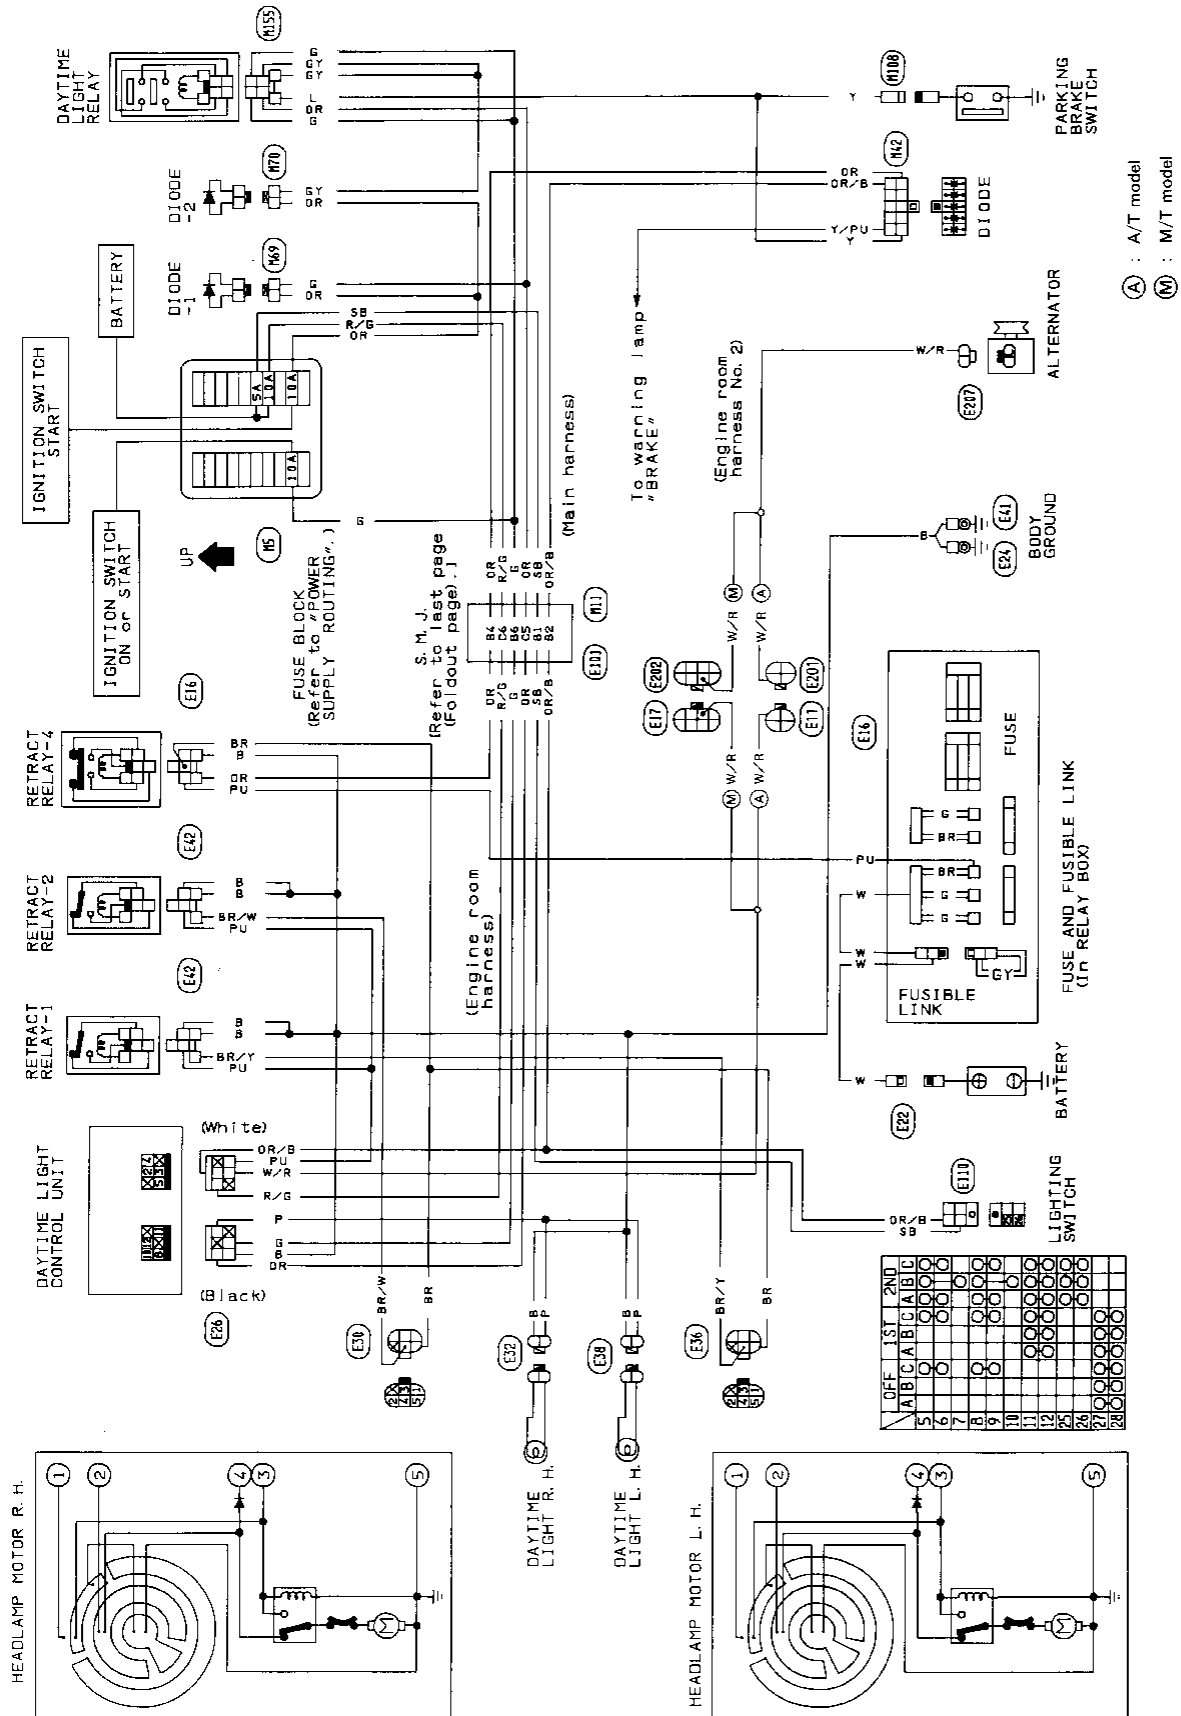 HEADLAMP MOTOR R. H.
1
2
4
3
5
HEADLAMP MOTOR L. H.
1
2
4
3
5
DAYTIME
LIGHT R. H.
DAYTIME
LIGHT L. H.
DAYTIME LIGHT
CONTROL UNIT
(White)
(Black)
E26
OR/B
PU
W/R
R/G
P
G
B
OR
RETRACT
RELAY-1
E42
B
B
BR/Y
PU
RETRACT
RELAY-2
E42
B
B
BR/W
PU
RETRACT
RELAY-4
E16
BR
B
OR
PU
IGNITION SWITCH
ON or START
IGNITION SWITCH
START
BATTERY
UP
M5
5A
10A
10A
10A
FUSE BLOCK
(Refer to "POWER
SUPPLY ROUTING".)
G
SB
R/G
OR
DIODE
-1
M69
G
OR
DIODE
-2
M70
GY
OR
DAYTIME
LIGHT
RELAY
M155
G
GY
GY
L
OR
G
S. M. J.
[Refer to last page
(Foldout page).]
OR
R/G
G
OR
SB
OR/B
B4
C6
B6
C5
B1
B2
OR
R/G
G
OR
SB
OR/B
E103
M11
(Main harness)
(Engine room
harness)
To warning lamp
"BRAKE"
(Engine room
harness No. 2)
Y
M108
PARKING
BRAKE
SWITCH
OR
OR/B
Y/PU
Y
M42
DIODE
A : A/T model
M : M/T model
W/R
E207
ALTERNATOR
M
A
W/R
W/R
E202
E17
E201
E11
W/R
W/R
M
A
B
E41
E24
BODY
GROUND
E16
FUSE
PU
G
BR
BR
G
G
W
W
W
GY
FUSIBLE
LINK
FUSE AND FUSIBLE LINK
(In RELAY BOX)
W
E22
BATTERY
E110
OR/B
SB
LIGHTING
SWITCH
BR/W
BR
E30
B
P
E32
B
P
E38
BR/Y
BR
E36
OFF 1ST 2ND
A B C A B C A B C
5
6
7
8
9
10
11
12
25
26
27
28